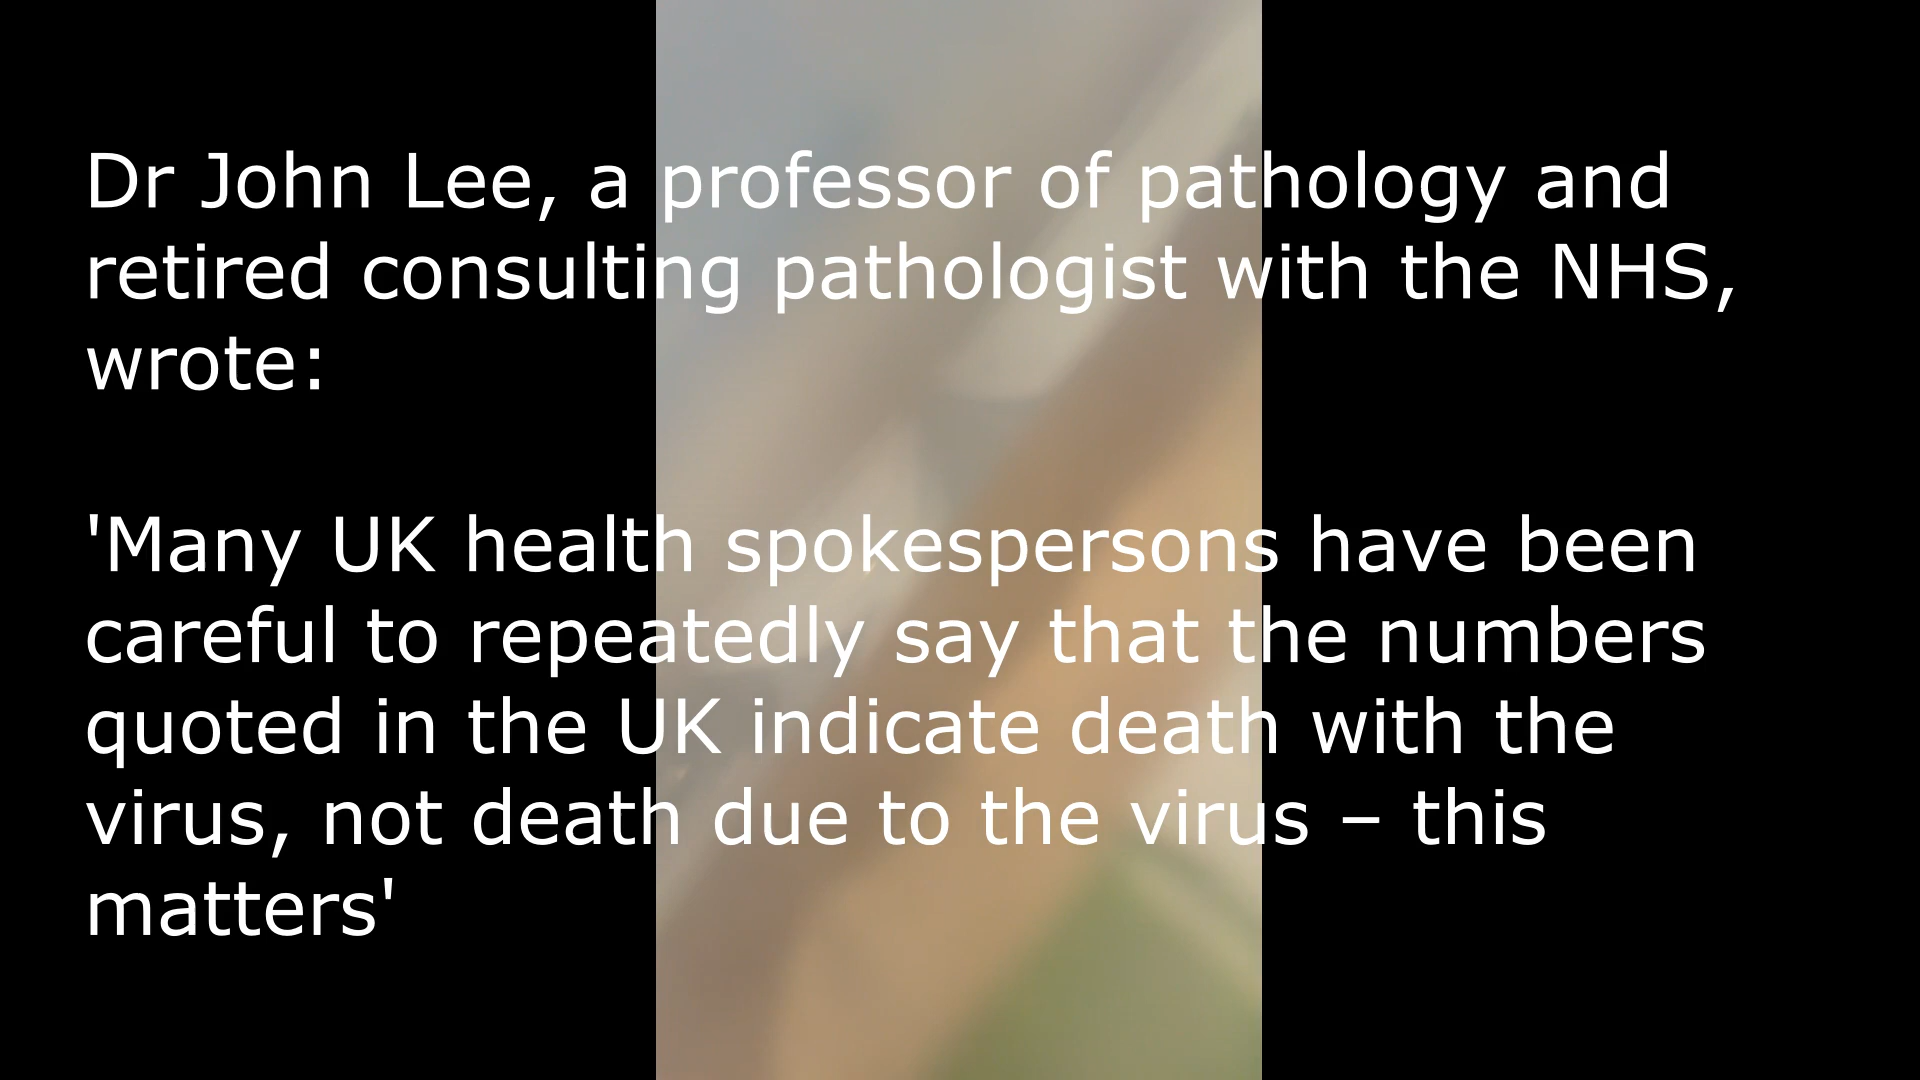 Dr John Lee, a professor of pathology and
retired consulting pathologist with the NHS,
wrote:
'Many UK health spokespersons have been
careful to repeatedly say that the numbers
quoted in the UK indicate death with the
virus, not death due to the virus – this
matters'